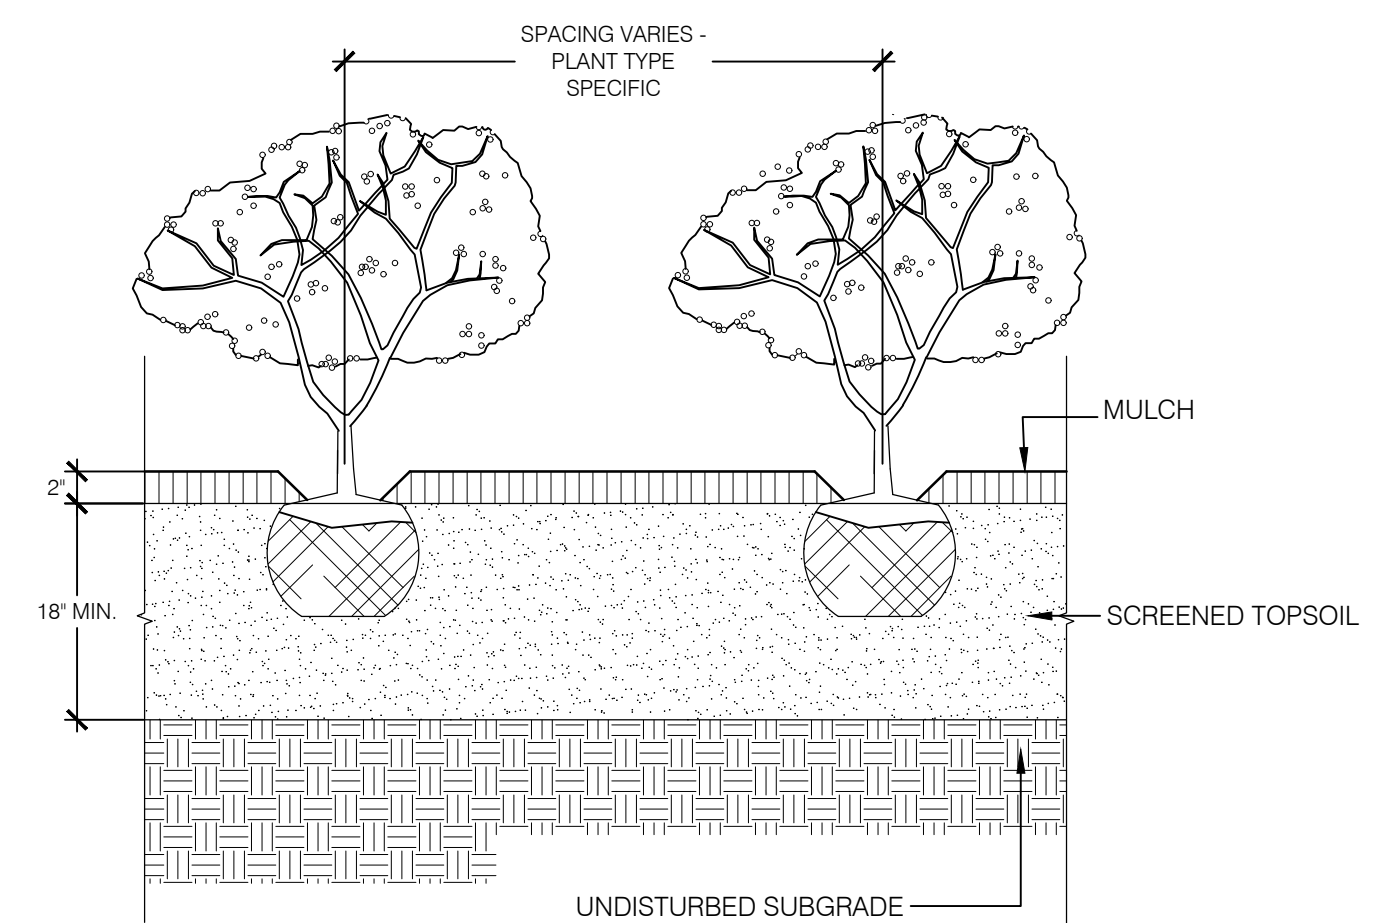 SPACING VARIES -
PLANT TYPE
SPECIFIC
MULCH
2"
18" MIN.
SCREENED TOPSOIL
UNDISTURBED SUBGRADE